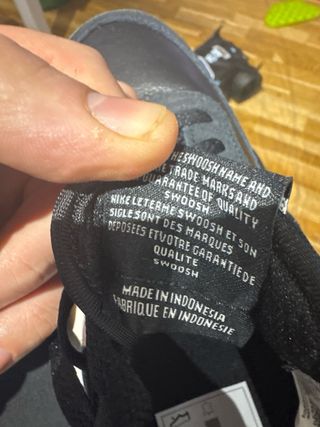 THE SWOOSH NAME AND
TRADE MARKS AND
GUARANTEE OF QUALITY
SWOOSH
NIKE LE TERME SWOOSH ET SON
SIGLE SONT DES MARQUES
DEPOSEES ET VOTRE GARANTIE DE
QUALITE
SWOOSH
MADE IN INDONESIA
FABRIQUE EN INDONESIE